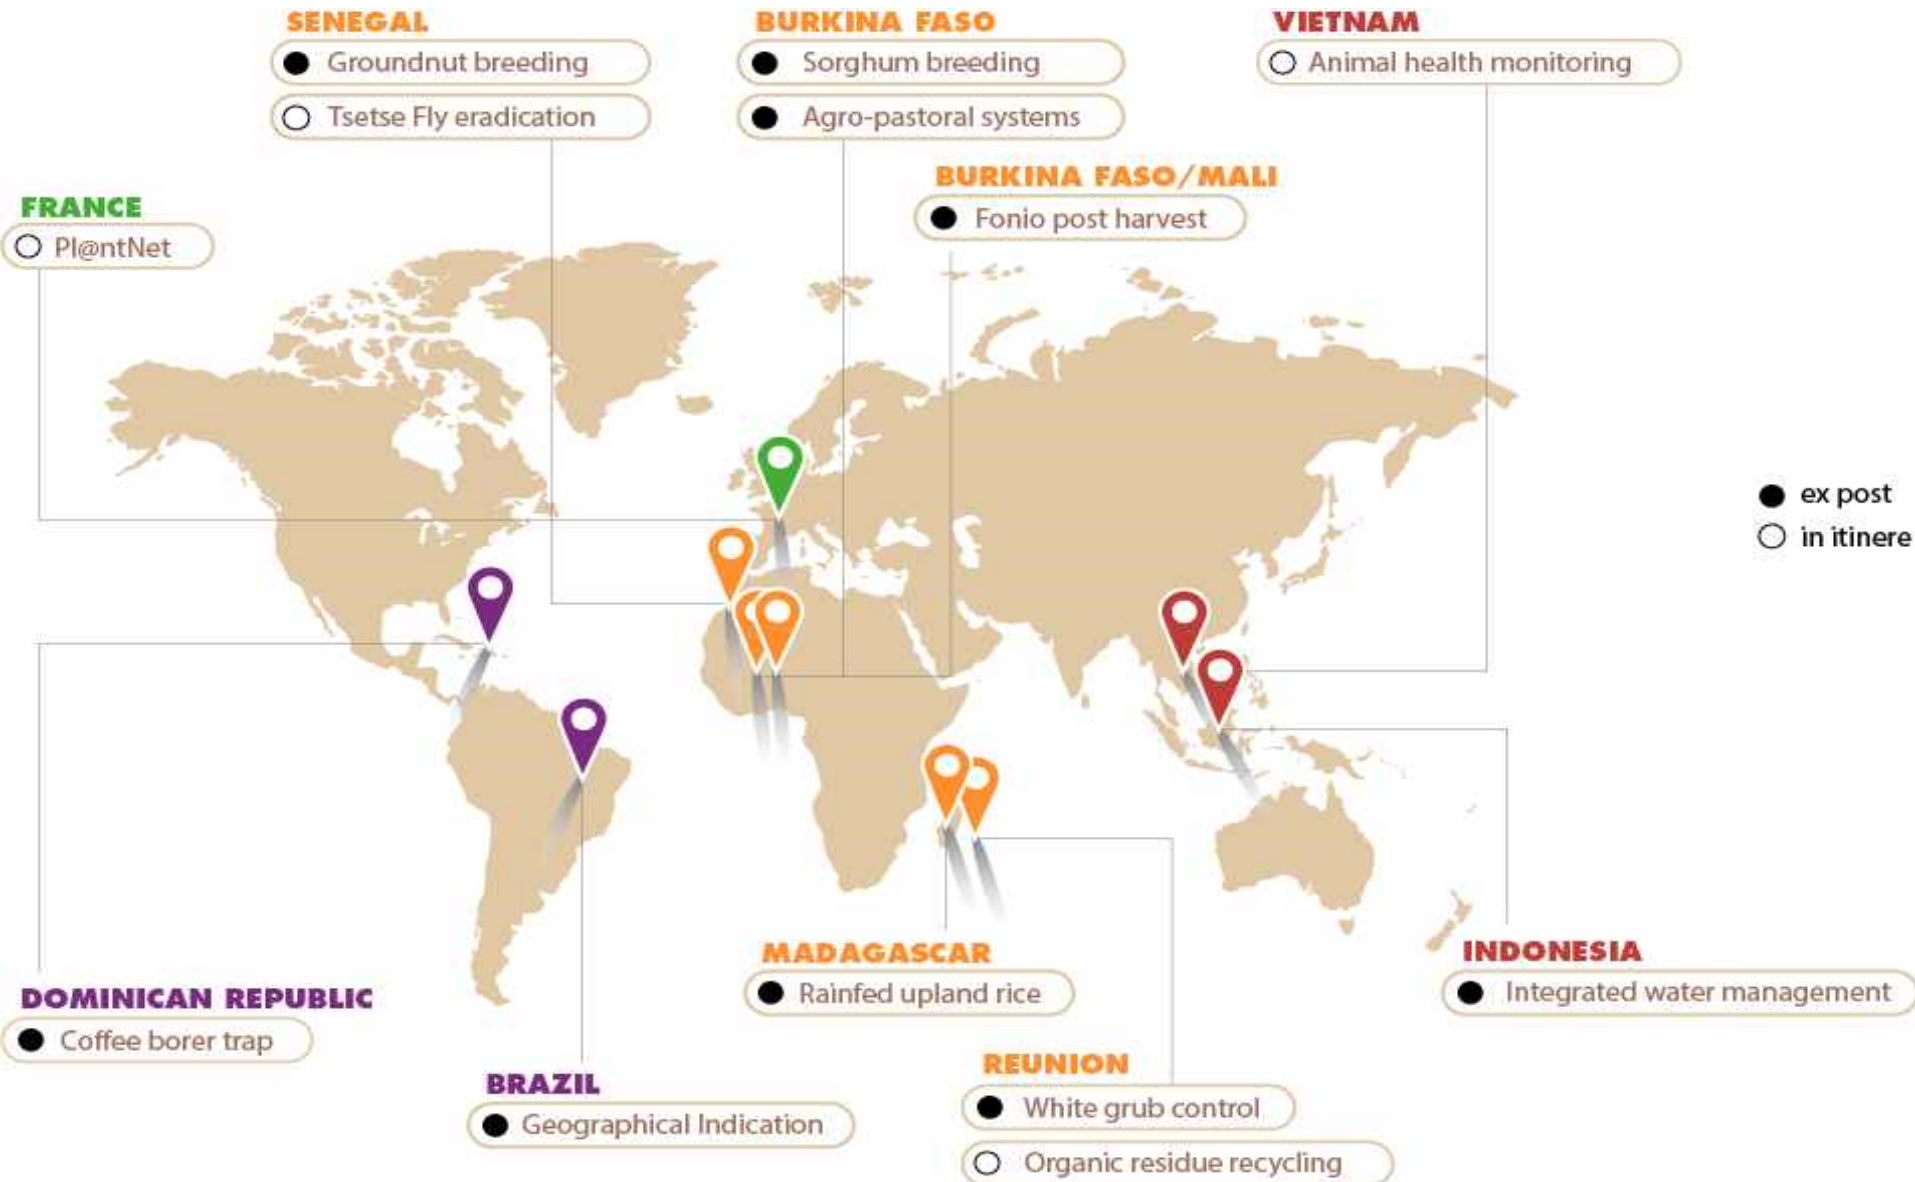 SENEGAL
Groundnut breeding
Tsetse Fly eradication
BURKINA FASO
Sorghum breeding
Agro-pastoral systems
VIETNAM
Animal health monitoring
BURKINA FASO/MALI
Fonio post harvest
FRANCE
Pl@ntNet
ex post
in itinere
DOMINICAN REPUBLIC
Coffee borer trap
BRAZIL
Geographical Indication
MADAGASCAR
Rainfed upland rice
REUNION
White grub control
Organic residue recycling
INDONESIA
Integrated water management